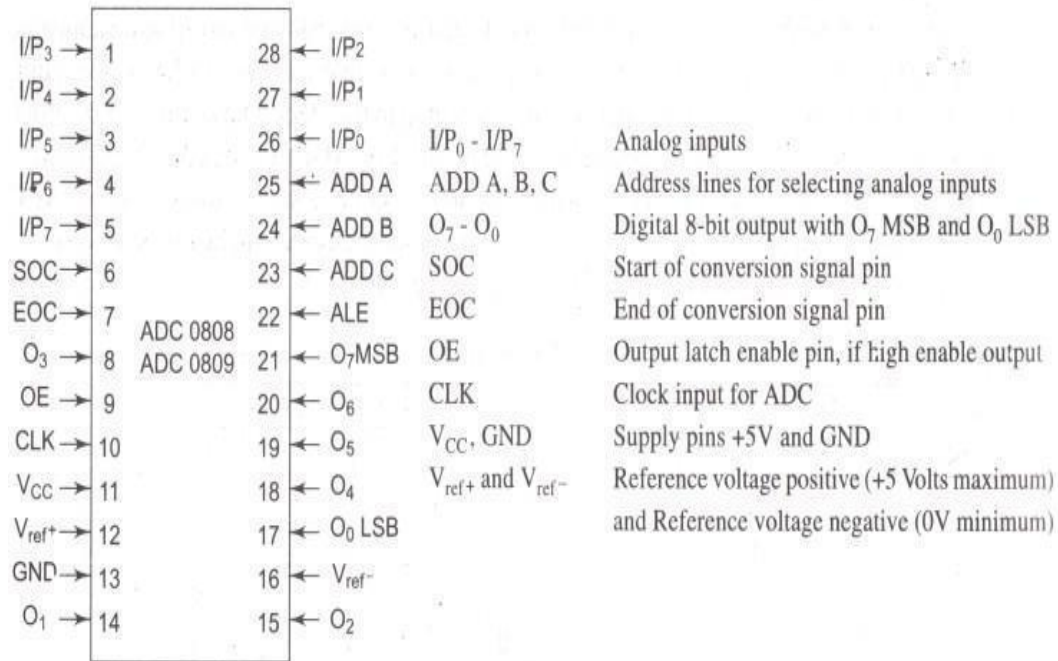 I/P3 1 28 I/P2
I/P4 2 27 I/P1
I/P5 3 26 I/P0 I/P0 - I/P7 Analog inputs
I/P6 4 25 ADD A ADD A, B, C Address lines for selecting analog inputs
I/P7 5 24 ADD B O7 - O0 Digital 8-bit output with O7 MSB and O0 LSB
SOC 6 23 ADD C SOC Start of conversion signal pin
EOC 7 22 ALE EOC End of conversion signal pin
ADC 0808
O3 8 ADC 0809 21 O7MSB OE Output latch enable pin, if high enable output
OE 9 20 O6 CLK Clock input for ADC
CLK 10 19 O5 VCC, GND Supply pins +5V and GND
VCC 11 18 O4 Vref+ and Vref- Reference voltage positive (+5 Volts maximum)
Vref+ 12 17 O0 LSB and Reference voltage negative (0V minimum)
GND 13 16 Vref-
O1 14 15 O2